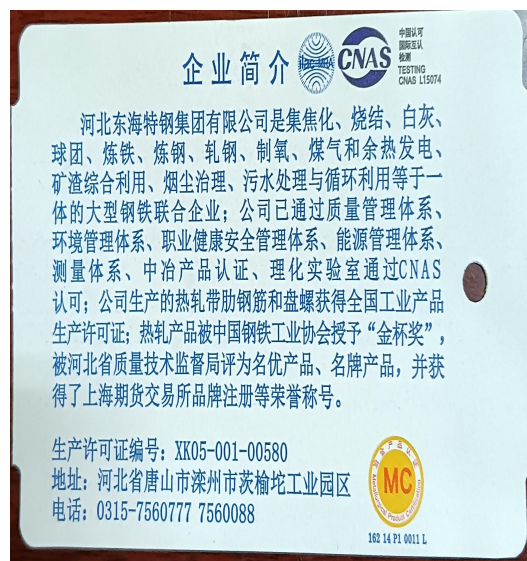 企业简介
ilac-MRA
CNAS
中国认可
国际互认
检测
TESTING
CNAS L15074
河北东海特钢集团有限公司是集焦化、烧结、白灰、
球团、炼铁、炼钢、轧钢、制氧、煤气和余热发电、
矿渣综合利用、烟尘治理、污水处理与循环利用等于一
体的大型钢铁联合企业；公司已通过质量管理体系、
环境管理体系、职业健康安全管理体系、能源管理体系、
测量体系、中冶产品认证、理化实验室通过CNAS
认可；公司生产的热轧带肋钢筋和盘螺获得全国工业产品
生产许可证；热轧产品被中国钢铁工业协会授予“金杯奖”，
被河北省质量技术监督局评为名优产品、名牌产品，并获
得了上海期货交易所品牌注册等荣誉称号。
生产许可证编号：XK05-001-00580
地址：河北省唐山市滦州市茨榆坨工业园区
电话：0315-7560777 7560088
冶金产品认证
MC
Metallurgical Product Certification
162 14 P1 0011 L